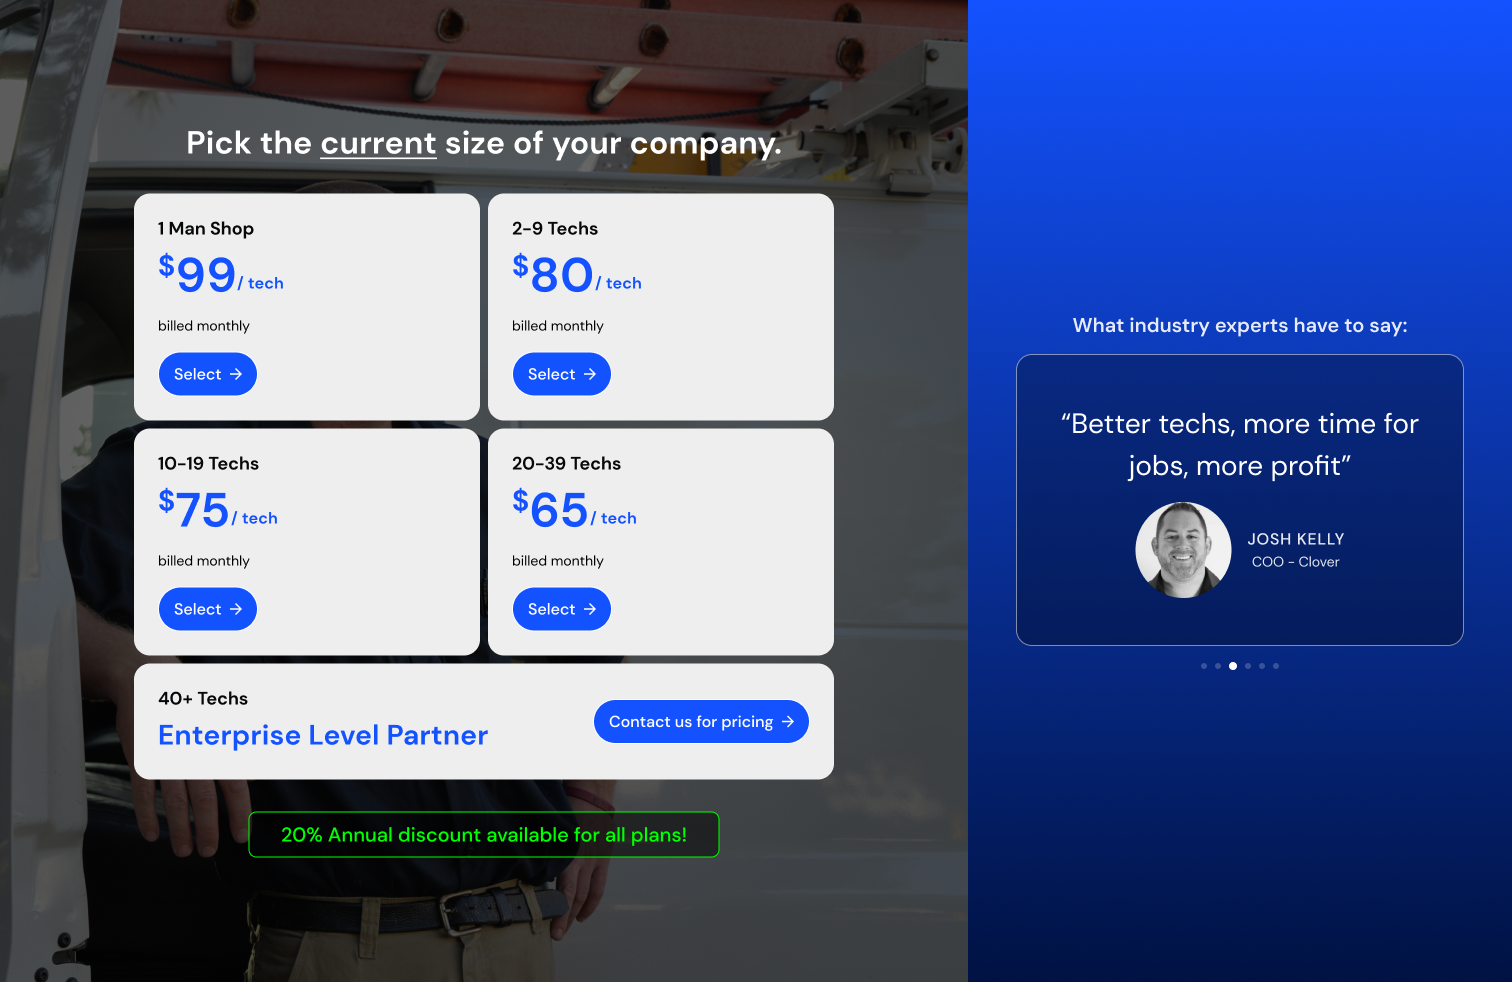 Pick the current size of your company.
1 Man Shop
$99/ tech
billed monthly
Select →
2-9 Techs
$80/ tech
billed monthly
Select →
10-19 Techs
$75/ tech
billed monthly
Select →
20-39 Techs
$65/ tech
billed monthly
Select →
40+ Techs
Enterprise Level Partner
Contact us for pricing →
20% Annual discount available for all plans!
What industry experts have to say:
“Better techs, more time for
jobs, more profit”
JOSH KELLY
COO - Clover